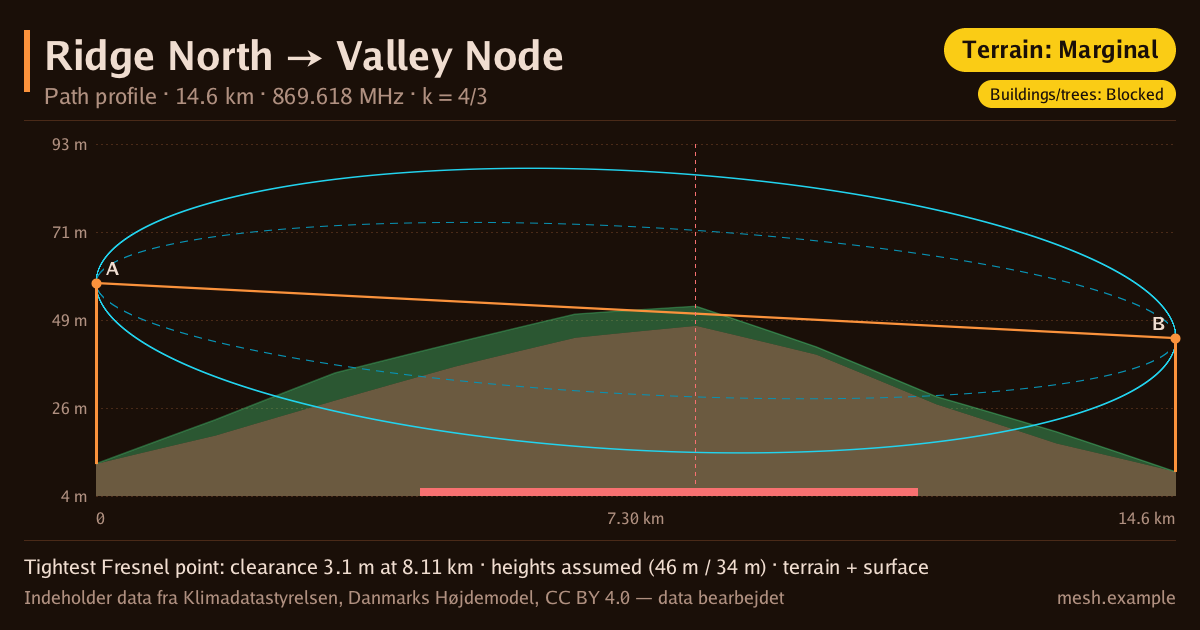 Ridge North → Valley Node
Terrain: Marginal
Path profile · 14.6 km · 869.618 MHz · k = 4/3
Buildings/trees: Blocked
93 m
71 m
A
49 m
B
26 m
4 m
0
7.30 km
14.6 km
Tightest Fresnel point: clearance 3.1 m at 8.11 km · heights assumed (46 m / 34 m) · terrain + surface
Indeholder data fra Klimadatastyrelsen, Danmarks Højdemodel, CC BY 4.0 — data bearbejdet
mesh.example